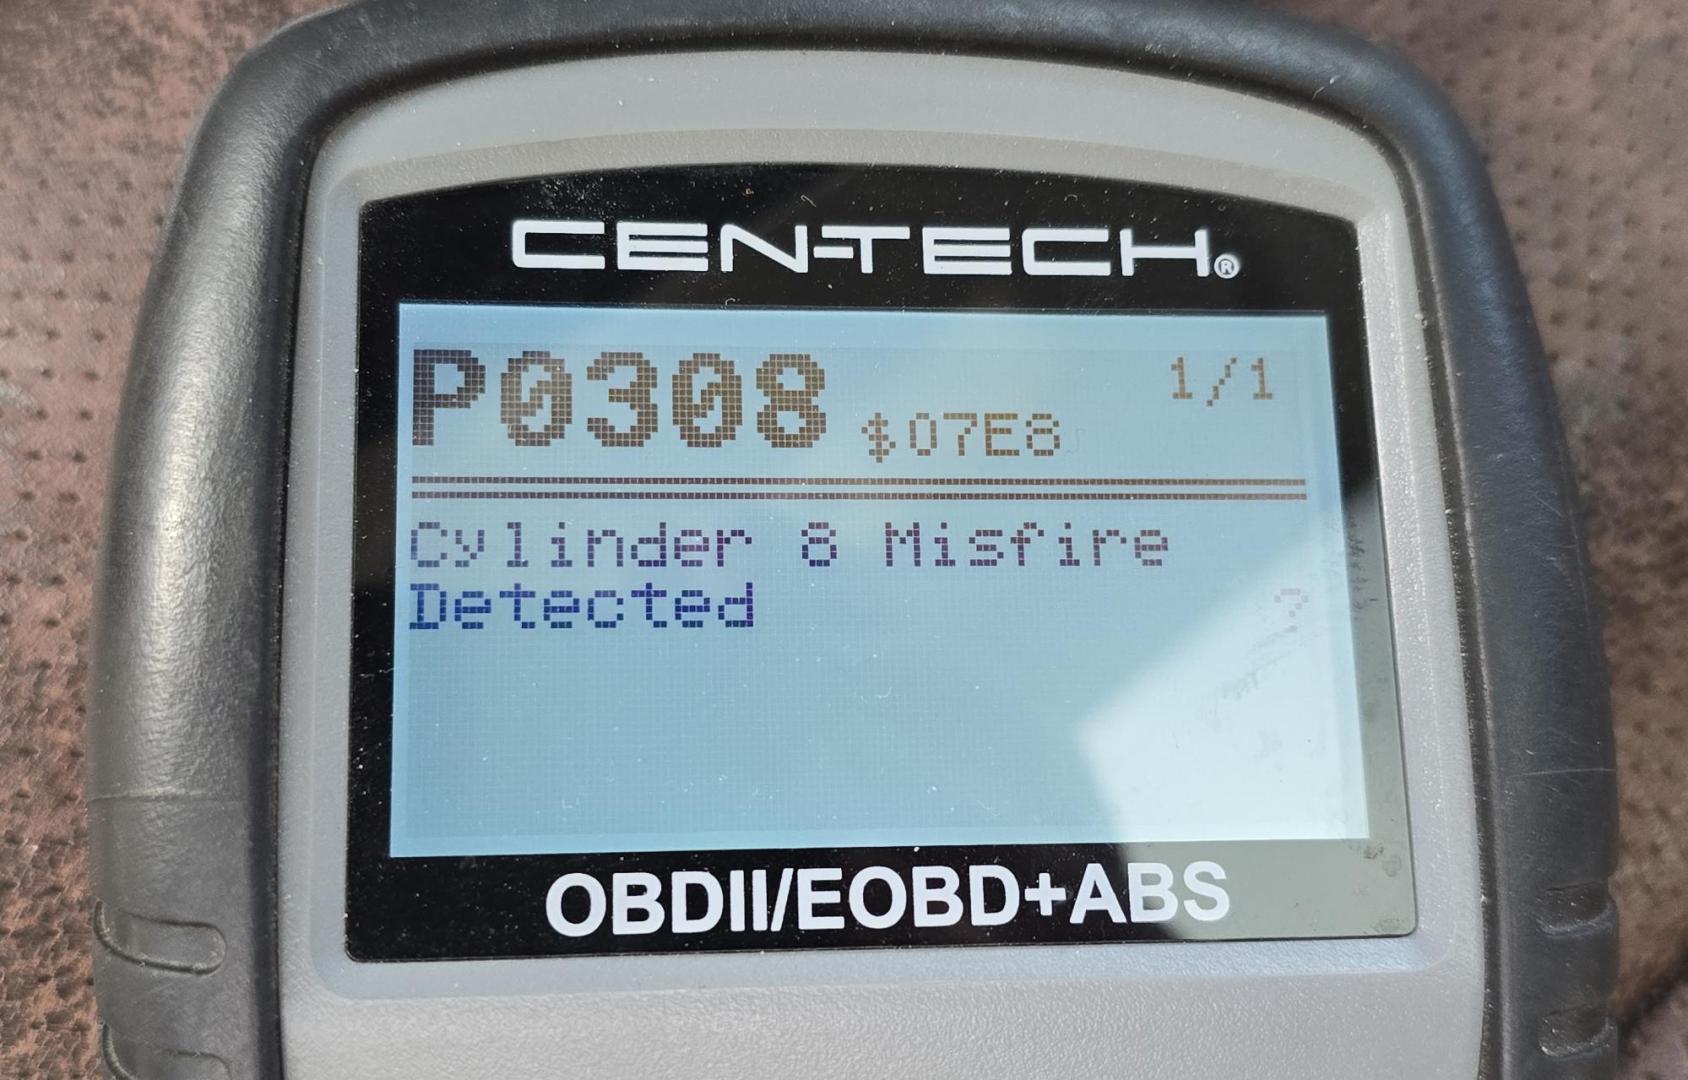 CEN-TECH®
P0308 $07E8 1/1
Cylinder 8 Misfire
Detected ?
OBDII/EOBD+ABS